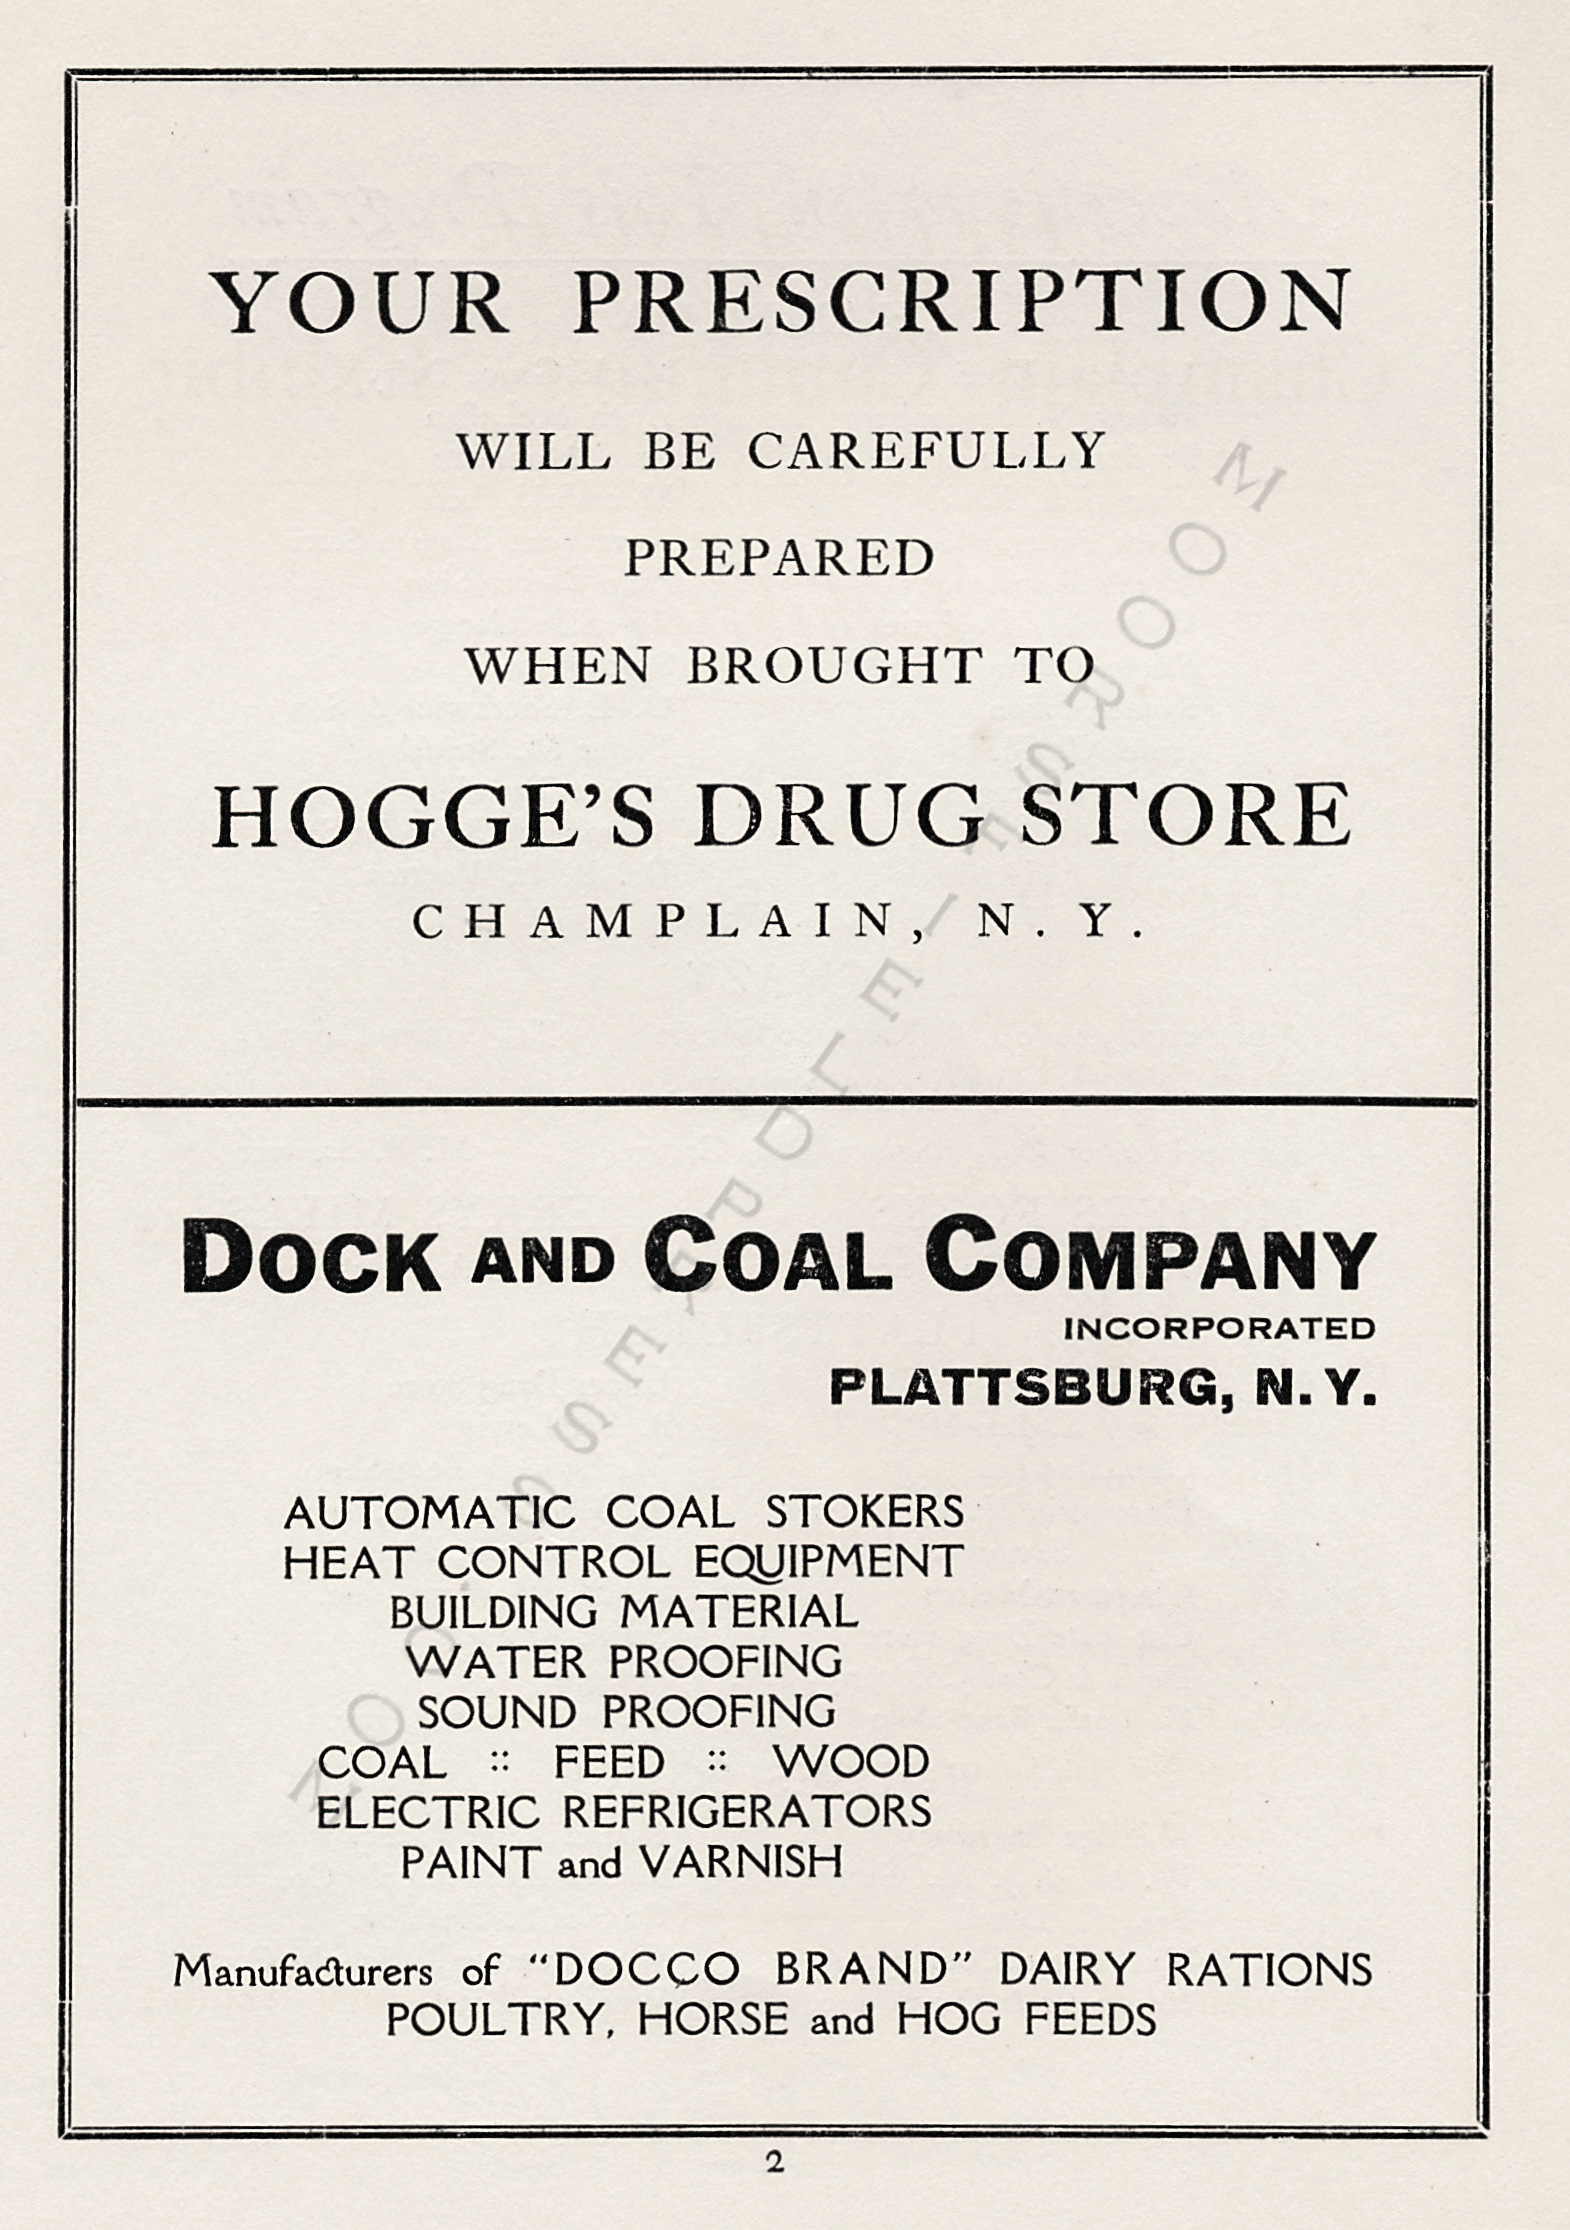 YOUR PRESCRIPTION
WILL BE CAREFULLY
PREPARED
WHEN BROUGHT TO
HOGGE'S DRUG STORE
CHAMPLAIN, N. Y.
DOCK AND COAL COMPANY
INCORPORATED
PLATTSBURG, N. Y.
AUTOMATIC COAL STOKERS
HEAT CONTROL EQUIPMENT
BUILDING MATERIAL
WATER PROOFING
SOUND PROOFING
COAL :: FEED :: WOOD
ELECTRIC REFRIGERATORS
PAINT and VARNISH
Manufacturers of "DOCCO BRAND" DAIRY RATIONS
POULTRY, HORSE and HOG FEEDS
2
MOORSFIELDPRESS.COM